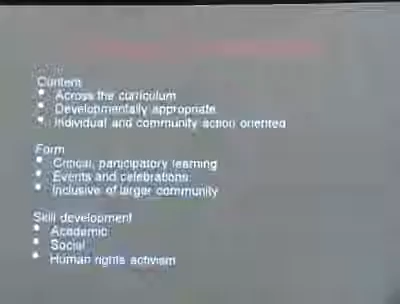 Content
• Across the curriculum
• Developmentally appropriate
• Individual and community action oriented
Form
• Critical, participatory learning
• Events and celebrations
• Inclusive of larger community
Skill development
• Academic
• Social
• Human rights activism